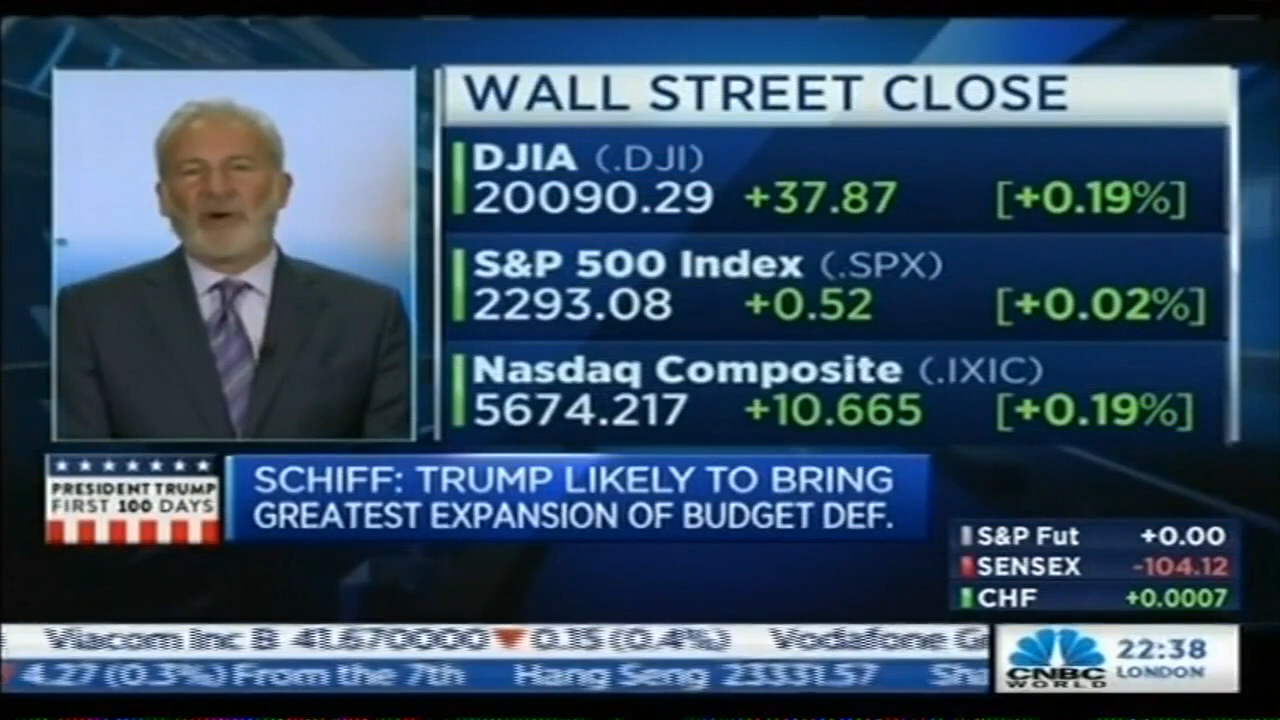 WALL STREET CLOSE
DJIA (.DJI)
20090.29 +37.87 [+0.19%]
S&P 500 Index (.SPX)
2293.08 +0.52 [+0.02%]
Nasdaq Composite (.IXIC)
5674.217 +10.665 [+0.19%]
PRESIDENT TRUMP
FIRST 100 DAYS
SCHIFF: TRUMP LIKELY TO BRING
GREATEST EXPANSION OF BUDGET DEF.
S&P Fut +0.00
SENSEX -104.12
CHF +0.0007
Viacom Inc B 41.670000 ▼0.15 (0.4%) Vodafone G
4.27 (0.3%) From the 7th Hang Seng Sha
CNBC
WORLD
22:38
LONDON